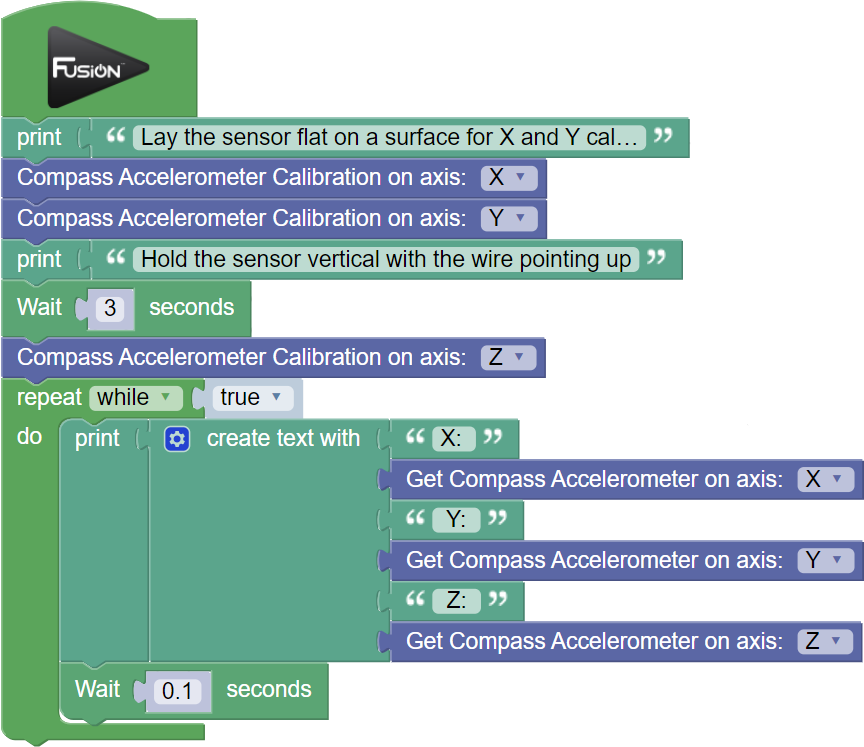 FUSION
print “ Lay the sensor flat on a surface for X and Y cal... ”
Compass Accelerometer Calibration on axis: X
Compass Accelerometer Calibration on axis: Y
print “ Hold the sensor vertical with the wire pointing up ”
Wait 3 seconds
Compass Accelerometer Calibration on axis: Z
repeat while true
do print create text with “ X: ”
Get Compass Accelerometer on axis: X
“ Y: ”
Get Compass Accelerometer on axis: Y
“ Z: ”
Get Compass Accelerometer on axis: Z
Wait 0.1 seconds